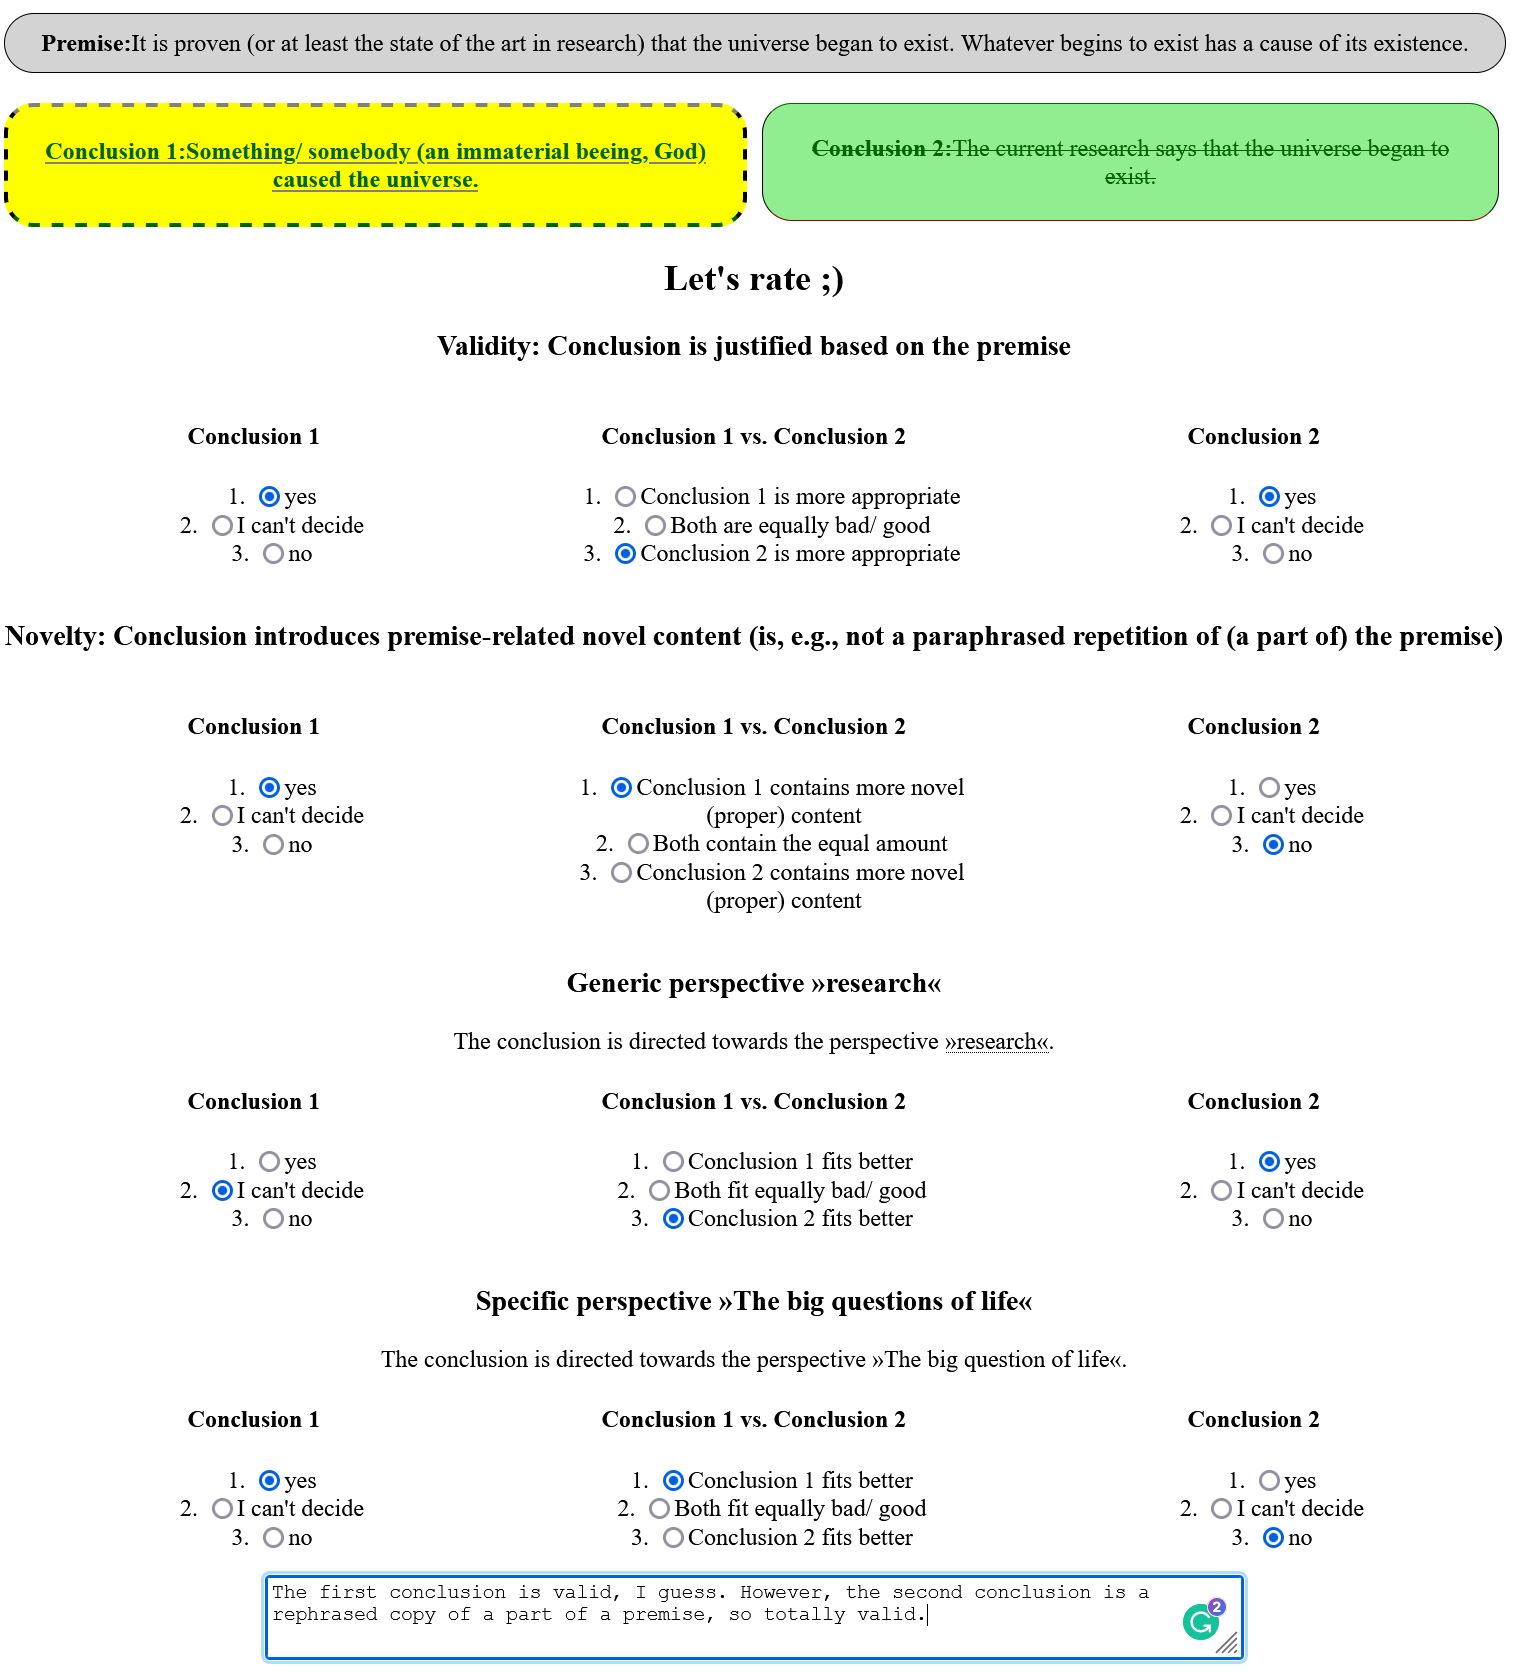 Premise:It is proven (or at least the state of the art in research) that the universe began to exist. Whatever begins to exist has a cause of its existence.
Conclusion 1:Something/ somebody (an immaterial beeing, God)
caused the universe.
Conclusion 2:The current research says that the universe began to
exist.
Let's rate ;)
Validity: Conclusion is justified based on the premise
Conclusion 1
1. yes
2. I can't decide
3. no
Conclusion 1 vs. Conclusion 2
1. Conclusion 1 is more appropriate
2. Both are equally bad/ good
3. Conclusion 2 is more appropriate
Conclusion 2
1. yes
2. I can't decide
3. no
Novelty: Conclusion introduces premise-related novel content (is, e.g., not a paraphrased repetition of (a part of) the premise)
Conclusion 1
1. yes
2. I can't decide
3. no
Conclusion 1 vs. Conclusion 2
1. Conclusion 1 contains more novel
(proper) content
2. Both contain the equal amount
3. Conclusion 2 contains more novel
(proper) content
Conclusion 2
1. yes
2. I can't decide
3. no
Generic perspective »research«
The conclusion is directed towards the perspective »research«.
Conclusion 1
1. yes
2. I can't decide
3. no
Conclusion 1 vs. Conclusion 2
1. Conclusion 1 fits better
2. Both fit equally bad/ good
3. Conclusion 2 fits better
Conclusion 2
1. yes
2. I can't decide
3. no
Specific perspective »The big questions of life«
The conclusion is directed towards the perspective »The big question of life«.
Conclusion 1
1. yes
2. I can't decide
3. no
Conclusion 1 vs. Conclusion 2
1. Conclusion 1 fits better
2. Both fit equally bad/ good
3. Conclusion 2 fits better
Conclusion 2
1. yes
2. I can't decide
3. no
The first conclusion is valid, I guess. However, the second conclusion is a
rephrased copy of a part of a premise, so totally valid.
2